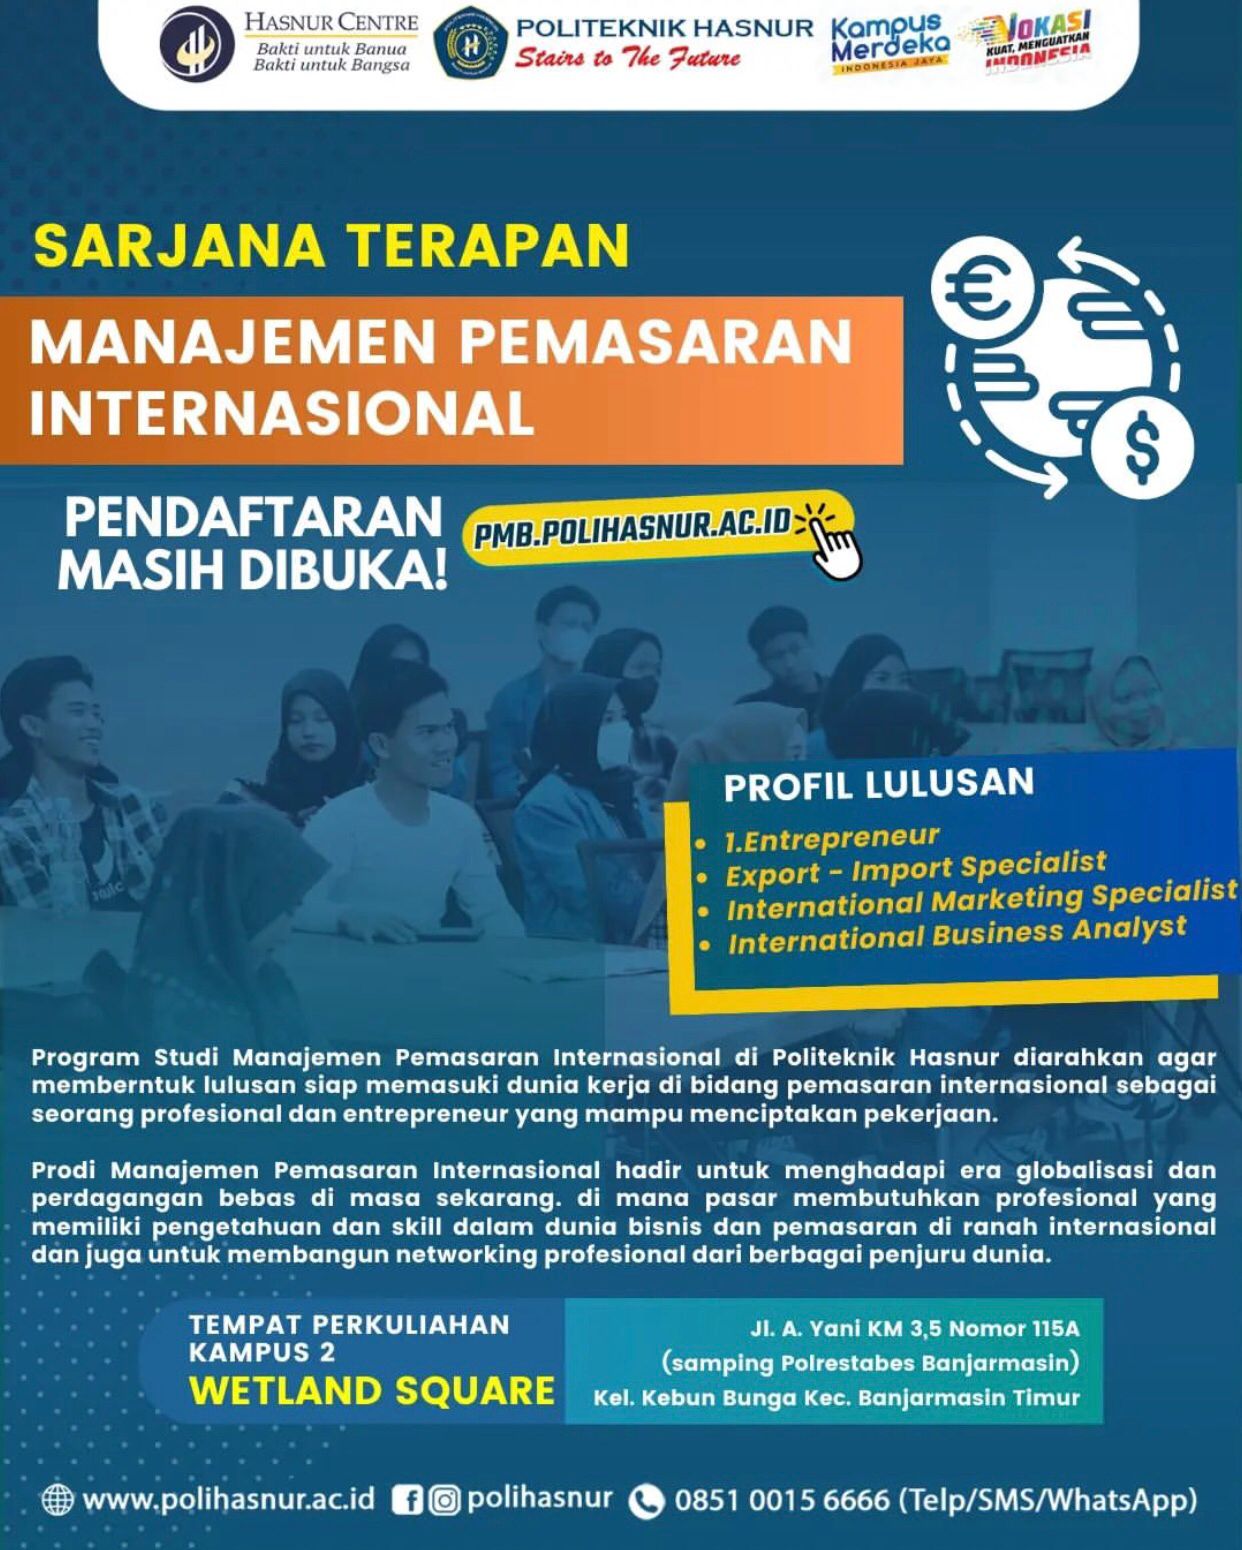 HASNUR CENTRE
Bakti untuk Banua
Bakti untuk Bangsa
POLITEKNIK HASNUR
Stairs to The Future
Kampus
Merdeka
INDONESIA JAYA
VOKASI
KUAT, MENGUATKAN
INDONESIA
SARJANA TERAPAN
MANAJEMEN PEMASARAN
INTERNASIONAL
PENDAFTARAN
MASIH DIBUKA!
PMB.POLIHASNUR.AC.ID
PROFIL LULUSAN
• 1.Entrepreneur
• Export - Import Specialist
• International Marketing Specialist
• International Business Analyst
Program Studi Manajemen Pemasaran Internasional di Politeknik Hasnur diarahkan agar
memberntuk lulusan siap memasuki dunia kerja di bidang pemasaran internasional sebagai
seorang profesional dan entrepreneur yang mampu menciptakan pekerjaan.
Prodi Manajemen Pemasaran Internasional hadir untuk menghadapi era globalisasi dan
perdagangan bebas di masa sekarang. di mana pasar membutuhkan profesional yang
memiliki pengetahuan dan skill dalam dunia bisnis dan pemasaran di ranah internasional
dan juga untuk membangun networking profesional dari berbagai penjuru dunia.
TEMPAT PERKULIAHAN
KAMPUS 2
WETLAND SQUARE
Jl. A. Yani KM 3,5 Nomor 115A
(samping Polrestabes Banjarmasin)
Kel. Kebun Bunga Kec. Banjarmasin Timur
www.polihasnur.ac.id polihasnur 0851 0015 6666 (Telp/SMS/WhatsApp)